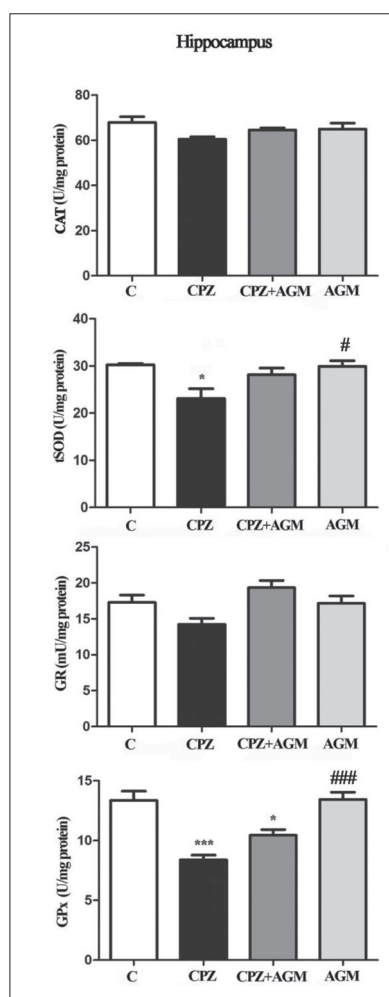 Hippocampus
CAT (U/mg protein)
80
60
40
20
0
C CPZ CPZ+AGM AGM
tSOD (U/mg protein)
40
30
20
10
0
* #
C CPZ CPZ+AGM AGM
GR (mU/mg protein)
25
20
15
10
5
0
C CPZ CPZ+AGM AGM
GPx (U/mg protein)
15
10
5
0
*** * ###
C CPZ CPZ+AGM AGM